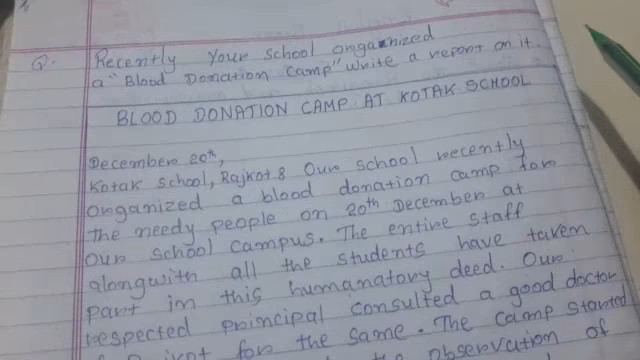 Q. Recently Your school organized
a "Blood Donation Camp" Write a report on it.
BLOOD DONATION CAMP AT KOTAK SCHOOL
December 20th,
Kotak school, Rajkot : Our school recently
organized a blood donation camp for
the needy people on 20th December at
our school campus. The entire staff
alongwith all the students have taken
part in this humanatory deed. Our
respected principal consulted a good doctor
for the same. The camp started
observation of